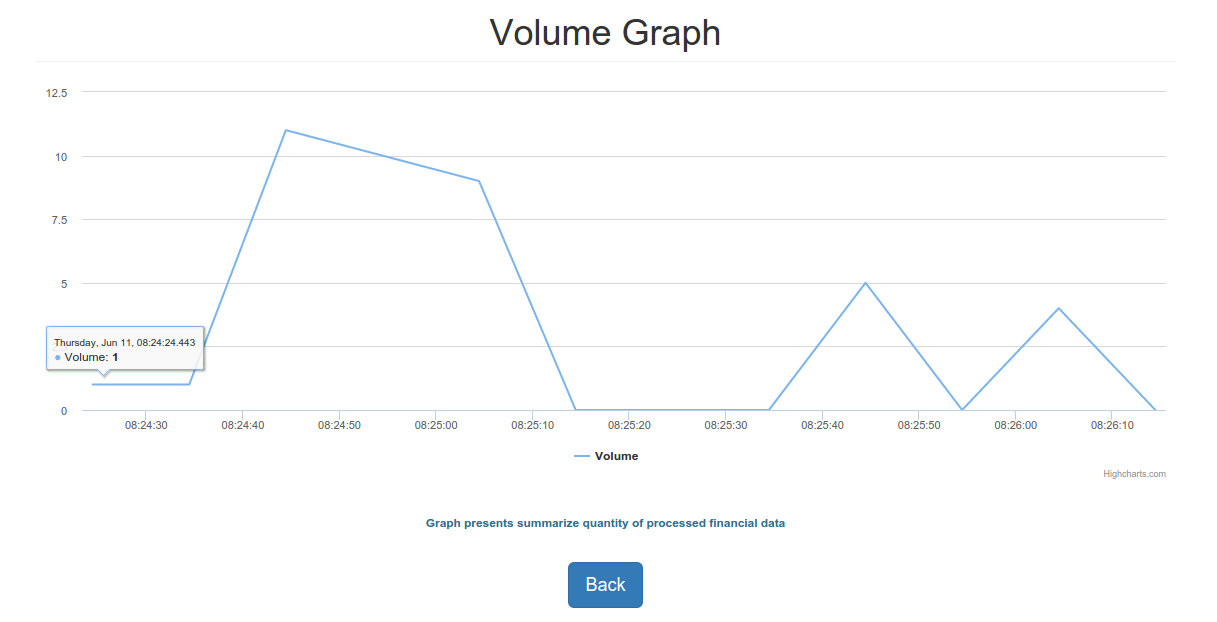 Volume Graph
12.5
10
7.5
5
0
Thursday, Jun 11, 08:24:24.443
Volume: 1
08:24:30 08:24:40 08:24:50 08:25:00 08:25:10 08:25:20 08:25:30 08:25:40 08:25:50 08:26:00 08:26:10
Volume
Highcharts.com
Graph presents summarize quantity of processed financial data
Back